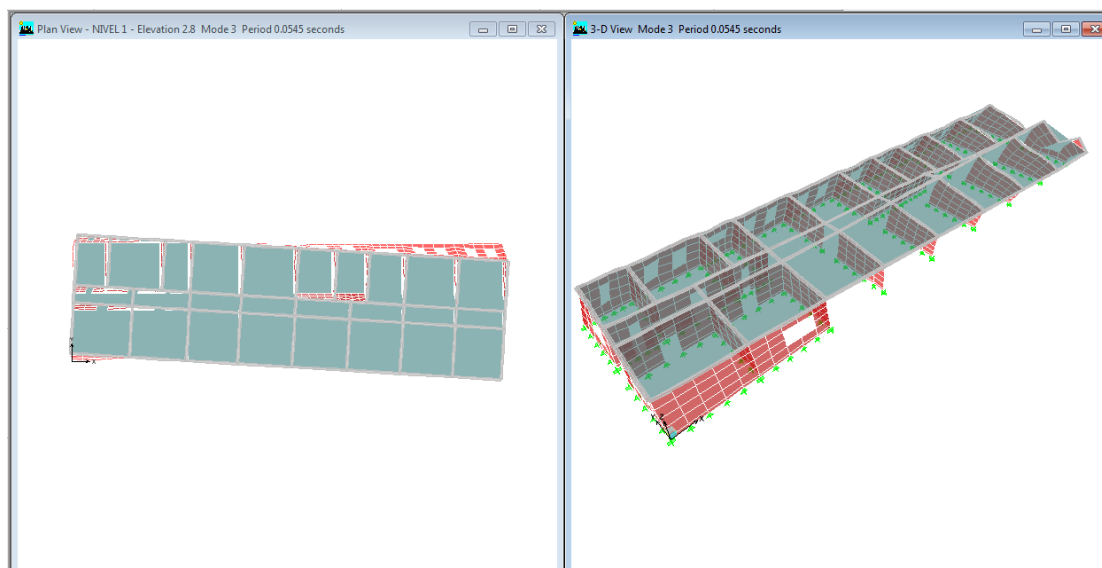 Plan View - NIVEL 1 - Elevation 2.8  Mode 3  Period 0.0545 seconds
3-D View  Mode 3  Period 0.0545 seconds